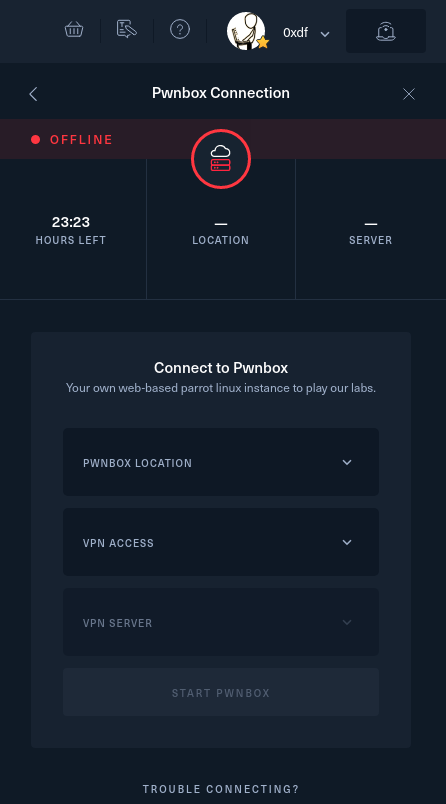 0xdf
Pwnbox Connection
OFFLINE
23:23
HOURS LEFT
—
LOCATION
—
SERVER
Connect to Pwnbox
Your own web-based parrot linux instance to play our labs.
PWNBOX LOCATION
VPN ACCESS
VPN SERVER
START PWNBOX
TROUBLE CONNECTING?